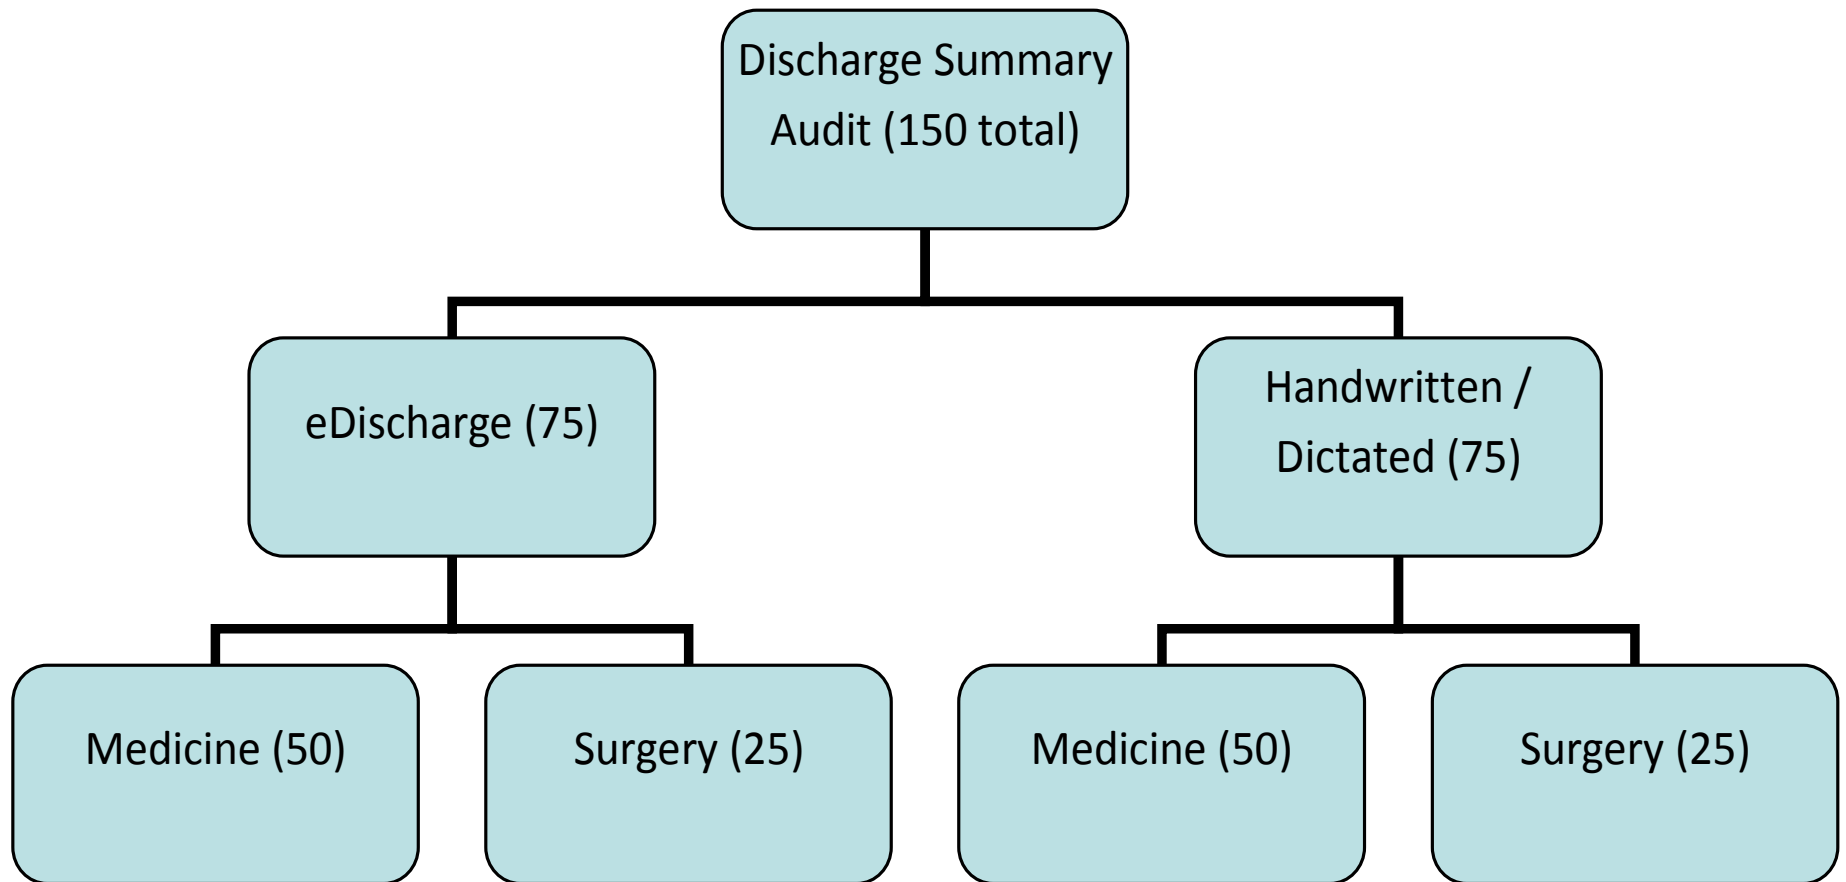 Discharge Summary
Audit (150 total)
eDischarge (75)
Handwritten /
Dictated (75)
Medicine (50)
Surgery (25)
Medicine (50)
Surgery (25)